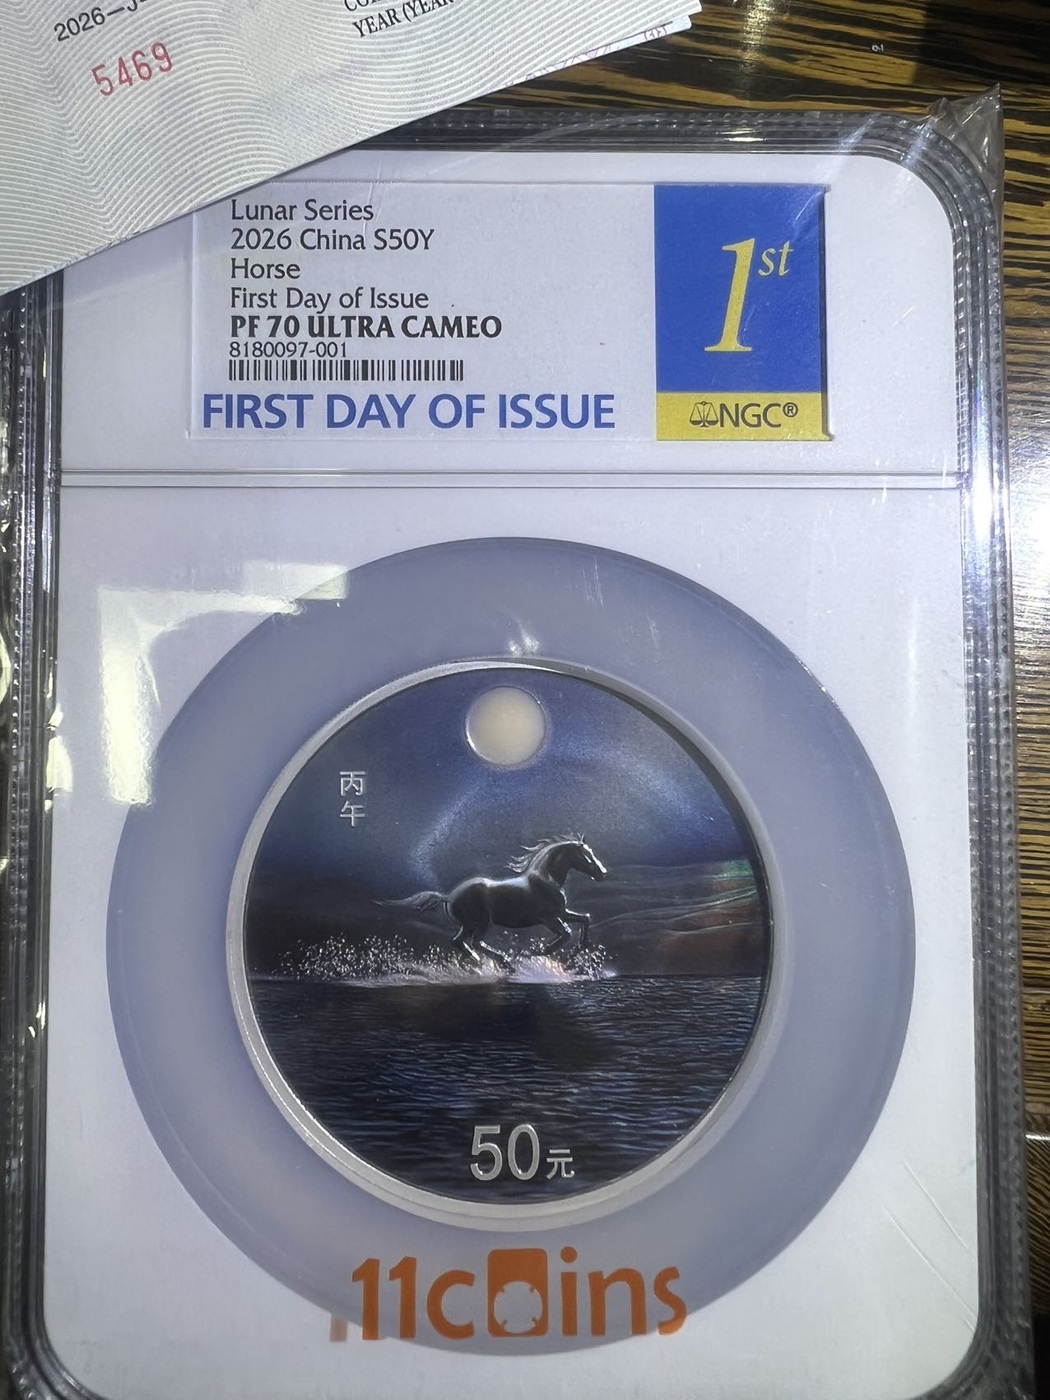 5469
YEAR (YEAR
Lunar Series
2026 China S50Y
Horse
First Day of Issue
PF 70 ULTRA CAMEO
8180097-001
FIRST DAY OF ISSUE
1st
NGC®
丙
午
50元
11coins